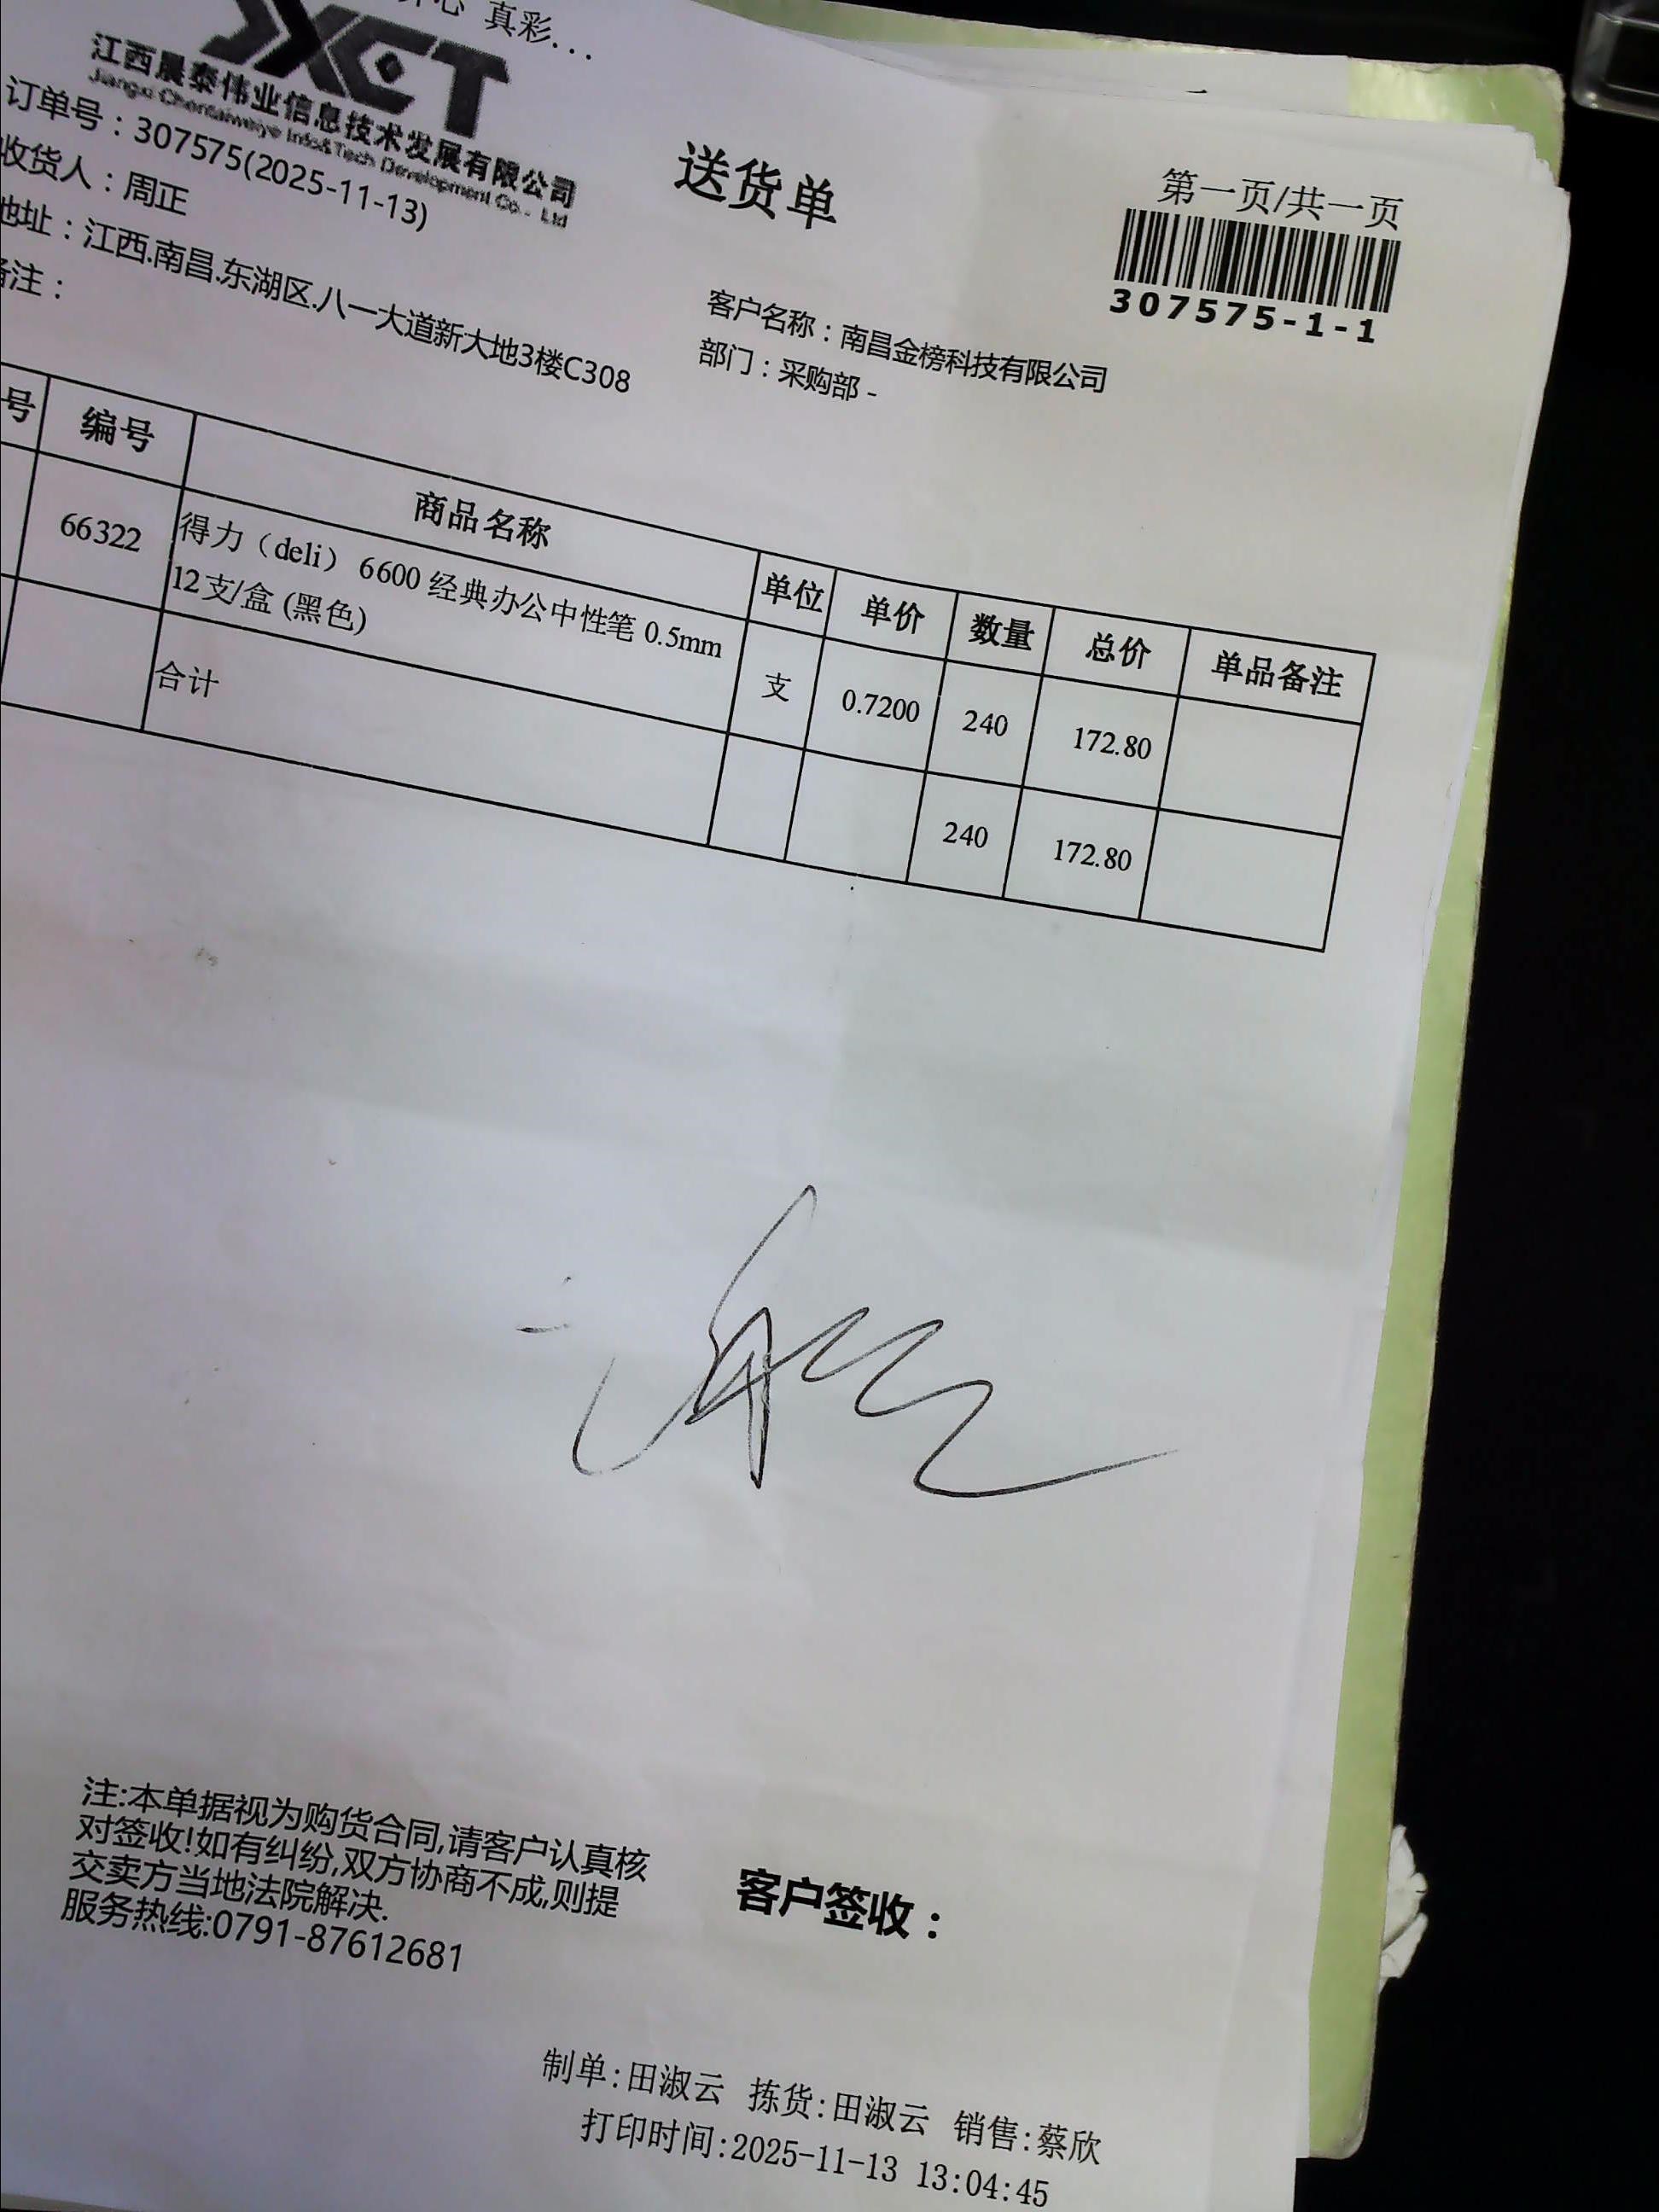 真彩...
江西晨泰伟业信息技术发展有限公司
Jiangxi Chentaiweiye Info&Tech Development Co., Ltd
送货单
第一页/共一页
307575-1-1
订单号：307575(2025-11-13)
收货人：周正
地址：江西.南昌.东湖区.八一大道新大地3楼C308
备注：
客户名称：南昌金榜科技有限公司
部门：采购部 -
号 编号 商品名称 单位 单价 数量 总价 单品备注
66322 得力（deli）6600 经典办公中性笔 0.5mm 支 0.7200 240 172.80
12支/盒 (黑色)
合计 240 172.80
注:本单据视为购货合同,请客户认真核
对签收!如有纠纷,双方协商不成,则提
交卖方当地法院解决.
服务热线:0791-87612681
客户签收：
制单:田淑云 拣货:田淑云 销售:蔡欣
打印时间:2025-11-13 13:04:45